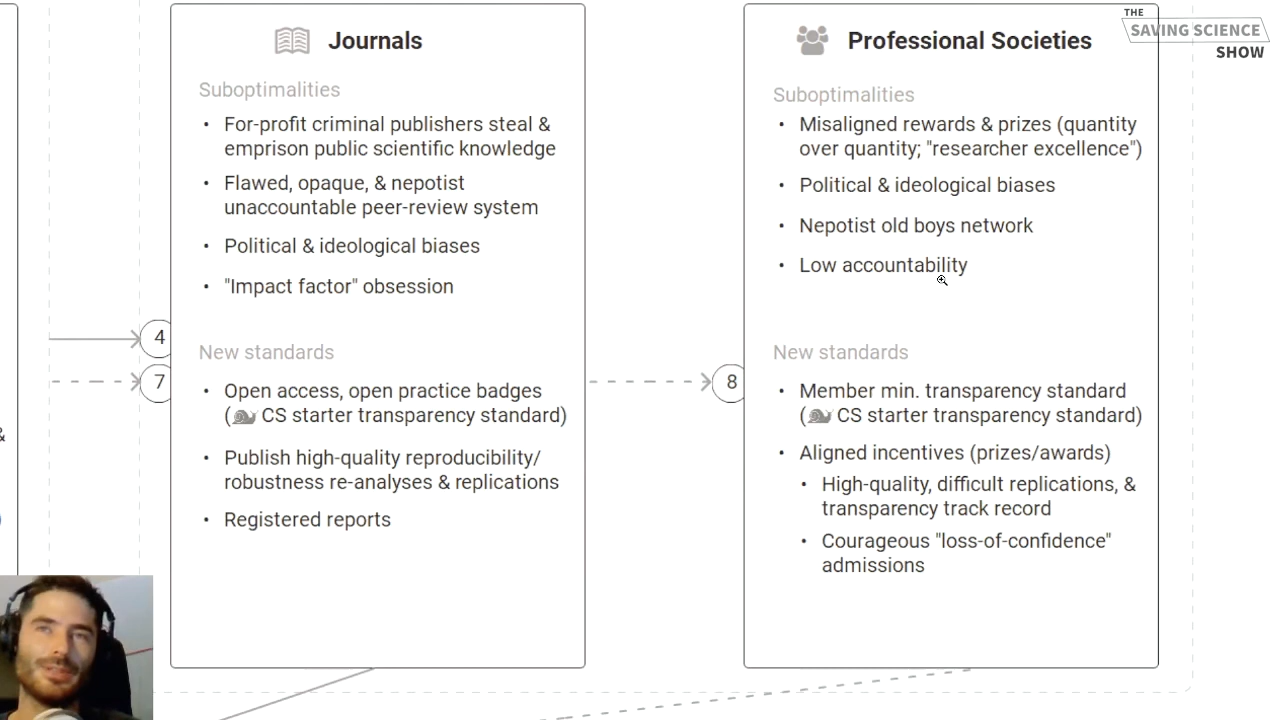 THE
SAVING SCIENCE
SHOW
Journals
Suboptimalities
• For-profit criminal publishers steal &
emprison public scientific knowledge
• Flawed, opaque, & nepotist
unaccountable peer-review system
• Political & ideological biases
• "Impact factor" obsession
4
New standards
7
• Open access, open practice badges
( CS starter transparency standard)
• Publish high-quality reproducibility/
robustness re-analyses & replications
• Registered reports
Professional Societies
Suboptimalities
• Misaligned rewards & prizes (quantity
over quantity; "researcher excellence")
• Political & ideological biases
• Nepotist old boys network
• Low accountability
New standards
8
• Member min. transparency standard
( CS starter transparency standard)
• Aligned incentives (prizes/awards)
• High-quality, difficult replications, &
transparency track record
• Courageous "loss-of-confidence"
admissions
&